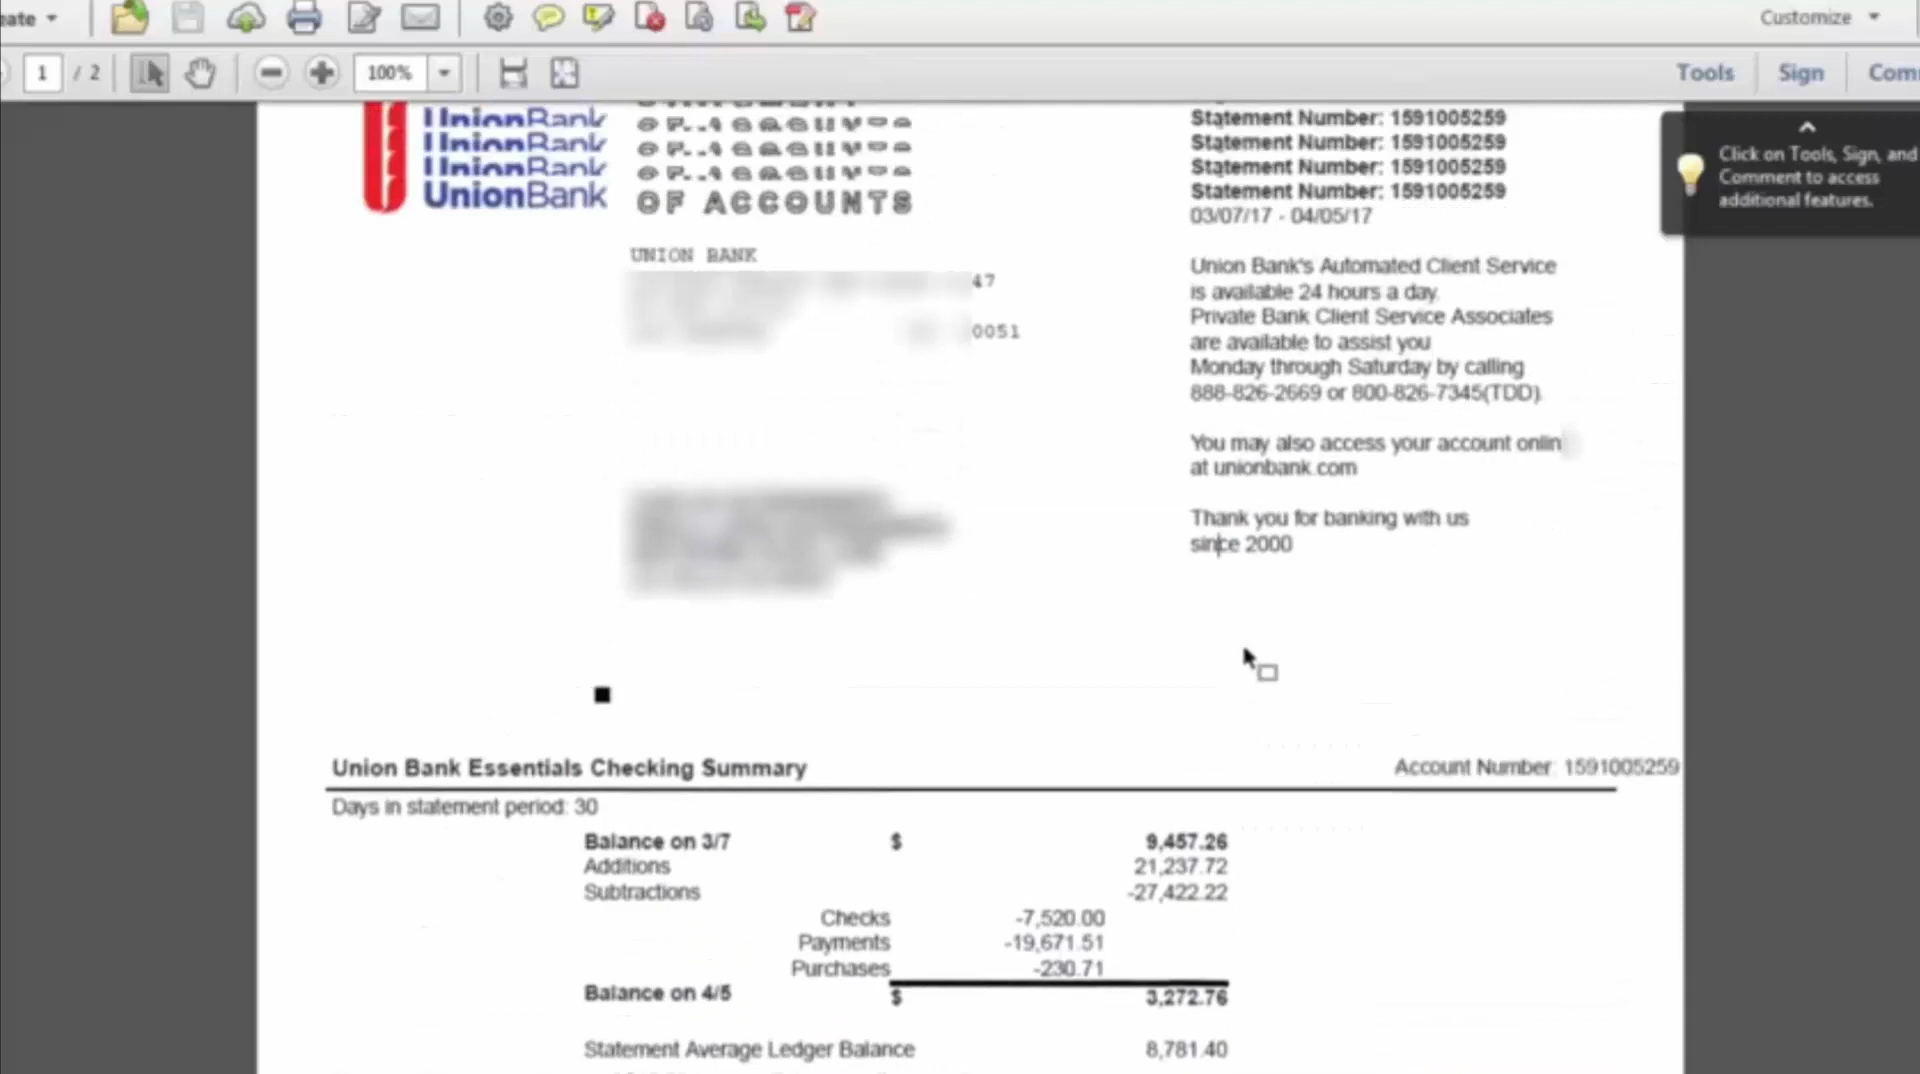 Customize
1 / 2
100%
Tools
Sign
Click on Tools, Sign, and
Comment to access
additional features.
UnionBank
UnionBank
UnionBank
UnionBank
OF ACCOUNTS
Statement Number: 1591005259
Statement Number: 1591005259
Statement Number: 1591005259
Statement Number: 1591005259
03/07/17 - 04/05/17
UNION BANK
47
0051
Union Bank's Automated Client Service
is available 24 hours a day.
Private Bank Client Service Associates
are available to assist you
Monday through Saturday by calling
888-826-2669 or 800-826-7345(TDD).
You may also access your account onlin
at unionbank.com
Thank you for banking with us
since 2000
Union Bank Essentials Checking Summary
Account Number: 1591005259
Days in statement period: 30
Balance on 3/7 $ 9,457.26
Additions 21,237.72
Subtractions -27,422.22
Checks -7,520.00
Payments -19,671.51
Purchases -230.71
Balance on 4/5 $ 3,272.76
Statement Average Ledger Balance 8,781.40